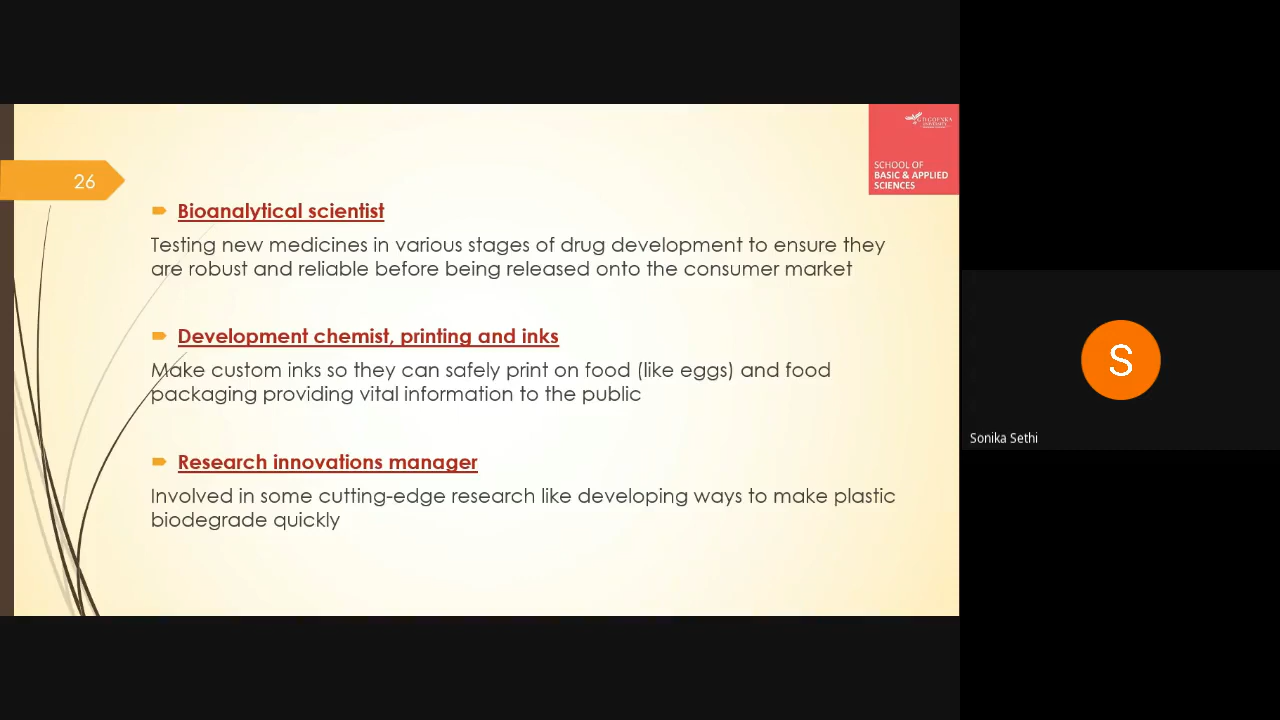 26
SCHOOL OF
BASIC & APPLIED
SCIENCES
Bioanalytical scientist
Testing new medicines in various stages of drug development to ensure they
are robust and reliable before being released onto the consumer market
Development chemist, printing and inks
Make custom inks so they can safely print on food (like eggs) and food
packaging providing vital information to the public
Research innovations manager
Involved in some cutting-edge research like developing ways to make plastic
biodegrade quickly
S
Sonika Sethi